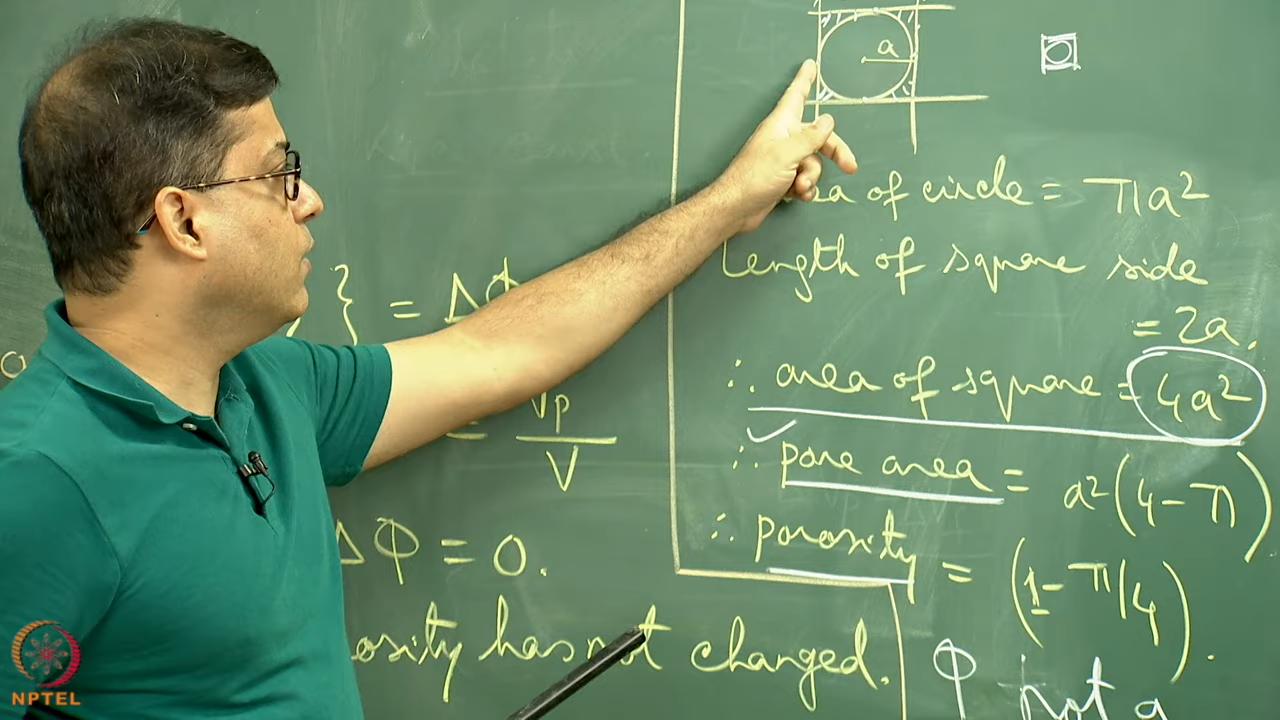 a
area of circle = πa²
length of square side
= 2a.
∴ area of square = 4a²
∴ pore area = a²(4-π)
∴ porosity = (1-π/4).
} = Δφ
= Vp/V
Δφ = 0.
osity has not changed.
φ not a
NPTEL